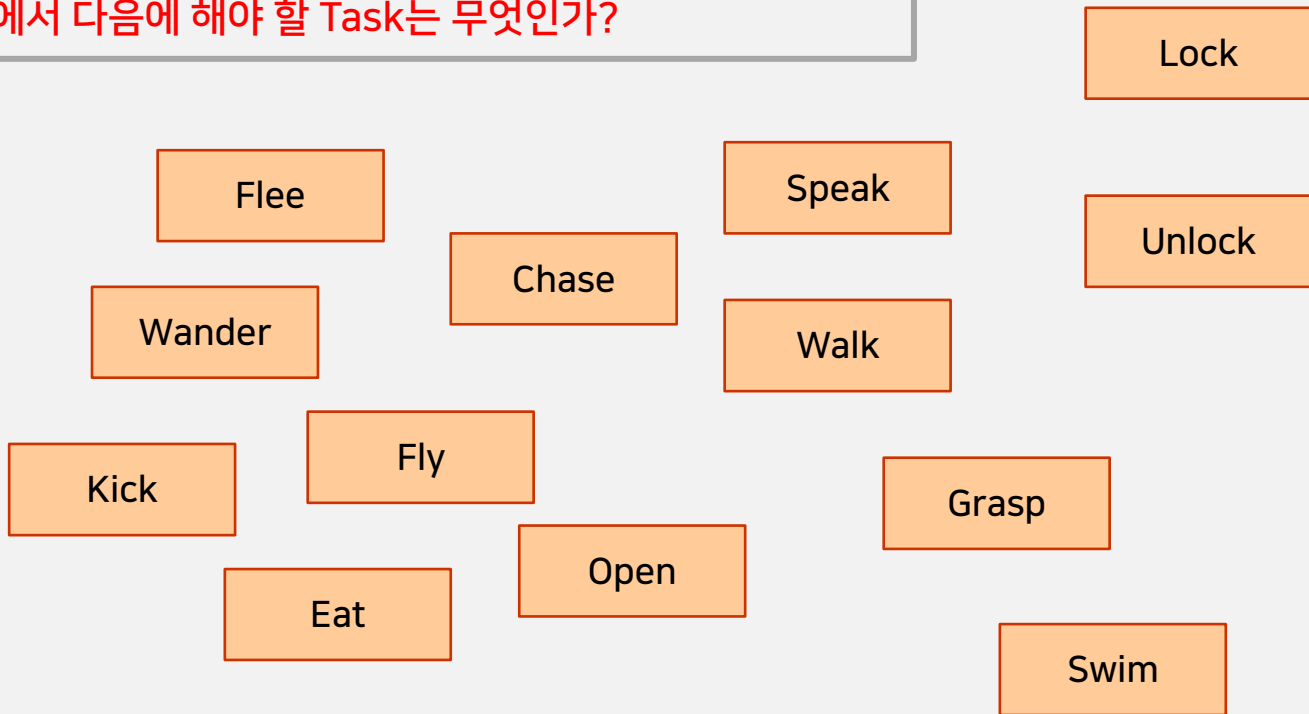 에서 다음에 해야 할 Task는 무엇인가?
Lock
Flee
Speak
Unlock
Chase
Wander
Walk
Fly
Kick
Grasp
Open
Eat
Swim